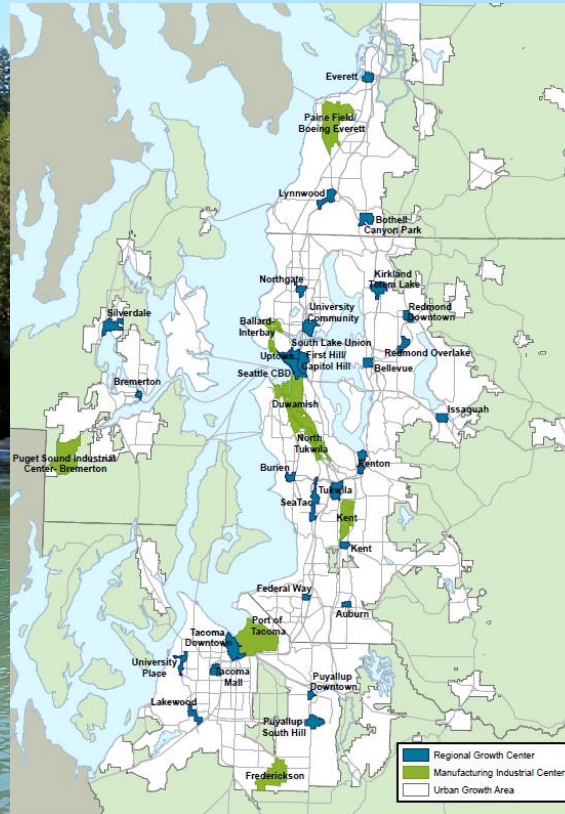 Everett
Paine Field/
Boeing Everett
Lynnwood
Bothell
Canyon Park
Northgate
Kirkland
Totem Lake
Silverdale
University
Community
Redmond
Downtown
Ballard-
Interbay
South Lake Union
Uptown
First Hill/
Capitol Hill
Redmond Overlake
Seattle CBD
Bellevue
Bremerton
Duwamish
Issaquah
North
Tukwila
Puget Sound Industrial
Center- Bremerton
Burien
Renton
Tukwila
SeaTac
Kent
Kent
Federal Way
Auburn
Port of
Tacoma
Tacoma
Downtown
University
Place
Tacoma
Mall
Puyallup
Downtown
Lakewood
Puyallup
South Hill
Frederickson
Regional Growth Center
Manufacturing Industrial Center
Urban Growth Area